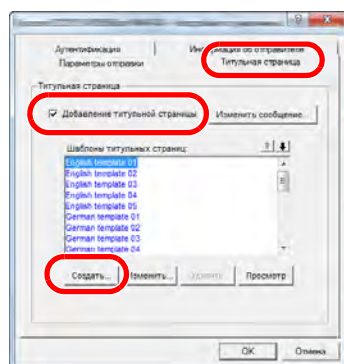 Аутентификация
Информация об отправителе
Параметры отправки
Титульная страница
Титульная страница
Добавление титульной страницы
Изменить сообщение...
Шаблоны титульных страниц:
English template 01
English template 02
English template 03
English template 04
English template 05
German template 01
German template 02
German template 03
German template 04
Создать...
Изменить...
Удалить
Просмотр
OK
Отмена